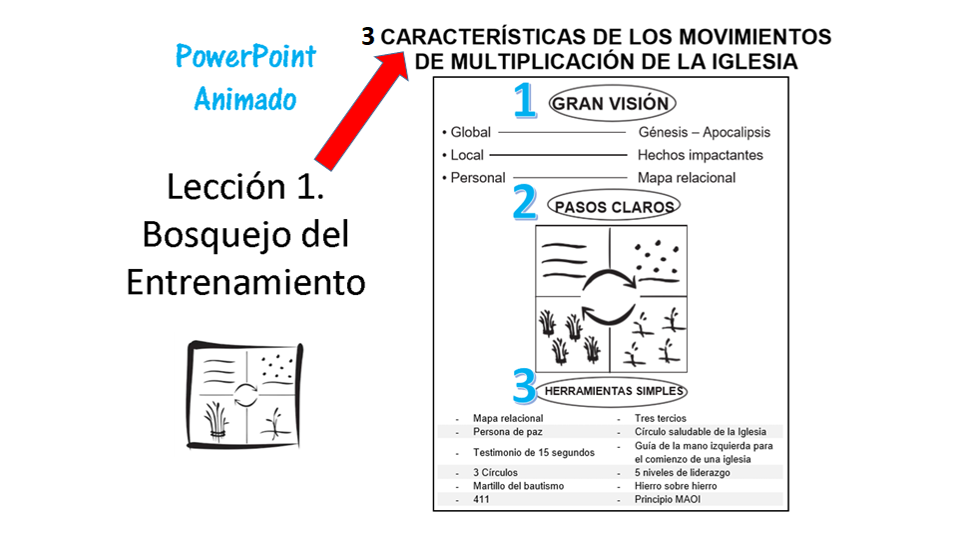 PowerPoint
Animado
Lección 1.
Bosquejo del
Entrenamiento
3 CARACTERÍSTICAS DE LOS MOVIMIENTOS
DE MULTIPLICACIÓN DE LA IGLESIA
1 GRAN VISIÓN
• Global Génesis – Apocalipsis
• Local Hechos impactantes
• Personal Mapa relacional
2 PASOS CLAROS
3 HERRAMIENTAS SIMPLES
- Mapa relacional - Tres tercios
- Persona de paz - Círculo saludable de la Iglesia
- Testimonio de 15 segundos - Guía de la mano izquierda para
el comienzo de una iglesia
- 3 Círculos - 5 niveles de liderazgo
- Martillo del bautismo - Hierro sobre hierro
- 411 - Principio MAOI